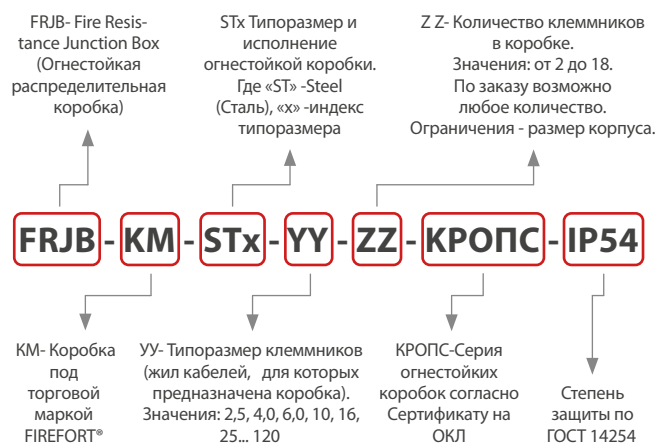 FRJB- Fire Resis-
tance Junction Box
(Огнестойкая
распределительная
коробка)
STx Типоразмер и
исполнение
огнестойкой коробки.
Где «ST» -Steel
(Сталь), «х» -индекс
типоразмера
Z Z- Количество клеммников
в коробке.
Значения: от 2 до 18.
По заказу возможно
любое количество.
Ограничения - размер корпуса.
FRJB - KM - STx - YY - ZZ - КРОПС - IP54
КМ- Коробка
под
торговой
маркой
FIREFORT®
УУ- Типоразмер клеммников
(жил кабелей, для которых
предназначена коробка).
Значения: 2,5, 4,0, 6,0, 10, 16,
25... 120
КРОПС-Серия
огнестойких
коробок согласно
Сертификату на
ОКЛ
Степень
защиты по
ГОСТ 14254